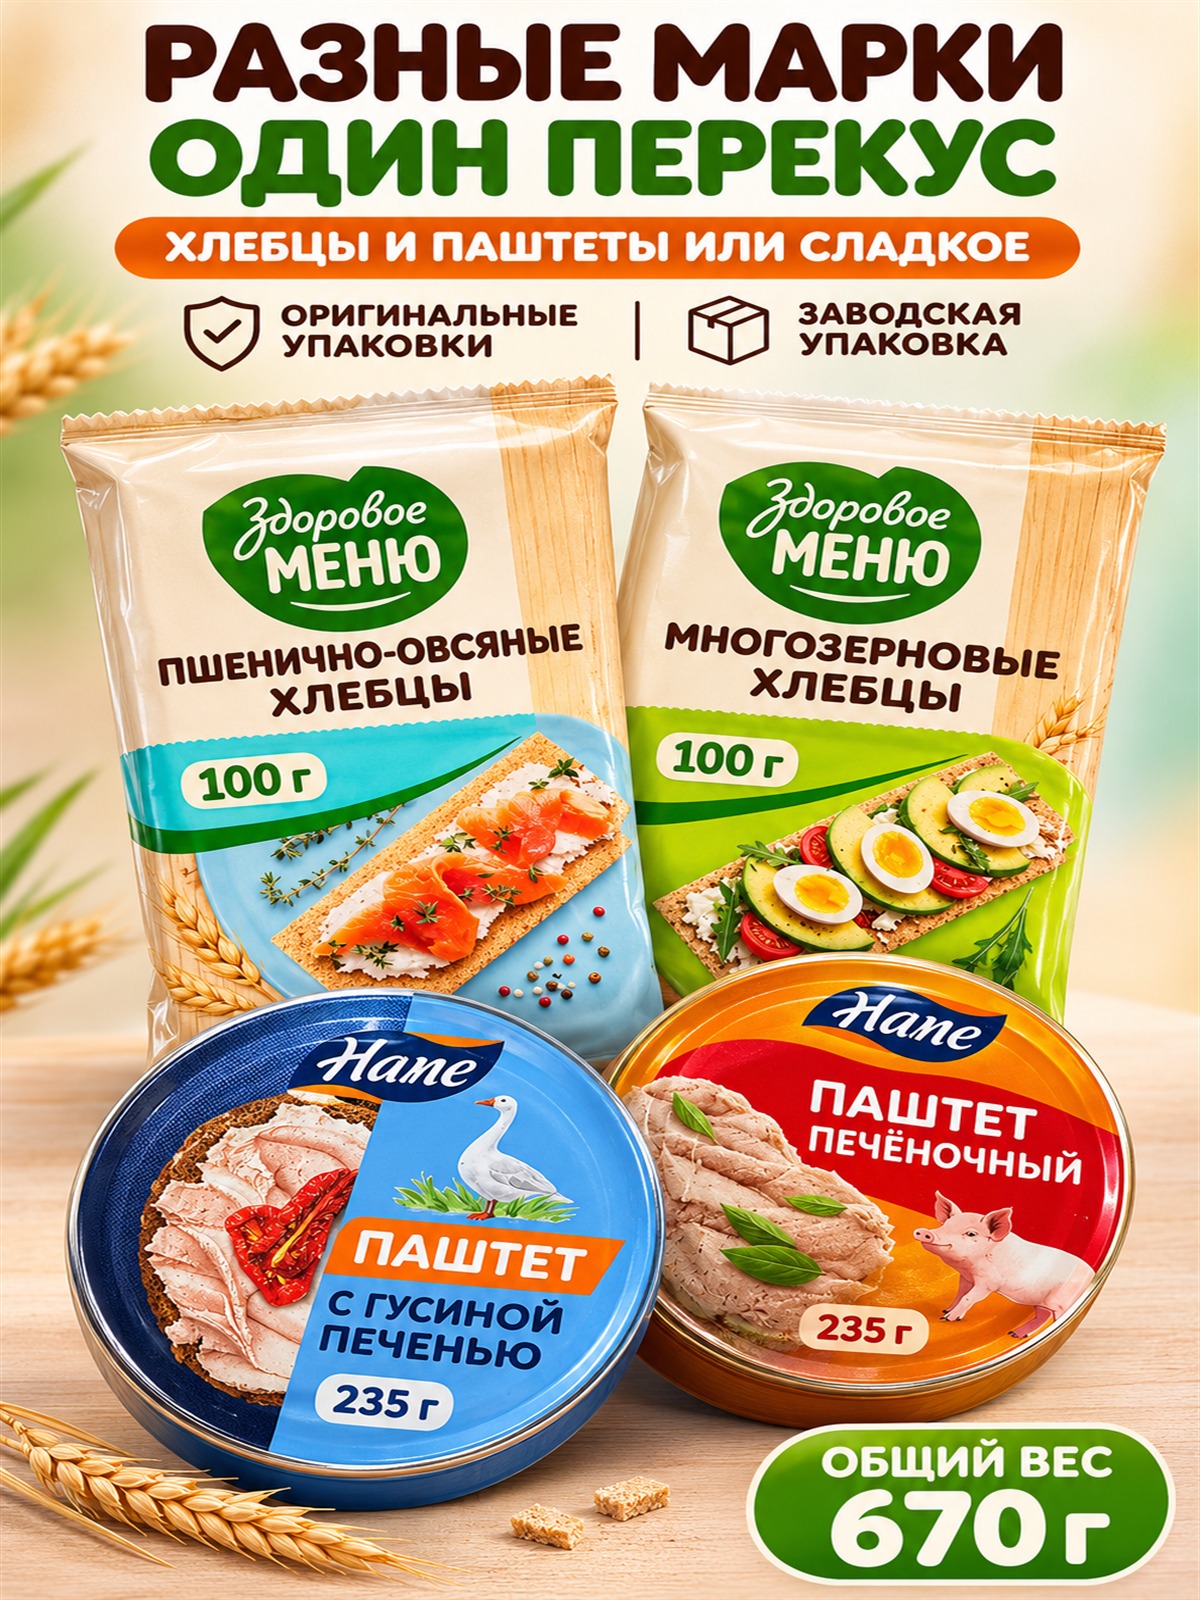 РАЗНЫЕ МАРКИ
ОДИН ПЕРЕКУС
ХЛЕБЦЫ И ПАШТЕТЫ ИЛИ СЛАДКОЕ
ОРИГИНАЛЬНЫЕ
УПАКОВКИ
ЗАВОДСКАЯ
УПАКОВКА
Здоровое
МЕНЮ
ПШЕНИЧНО-ОВСЯНЫЕ
ХЛЕБЦЫ
100 г
Здоровое
МЕНЮ
МНОГОЗЕРНОВЫЕ
ХЛЕБЦЫ
100 г
Hame
ПАШТЕТ
С ГУСИНОЙ
ПЕЧЕНЬЮ
235 г
Hame
ПАШТЕТ
ПЕЧЁНОЧНЫЙ
235 г
ОБЩИЙ ВЕС
670 г